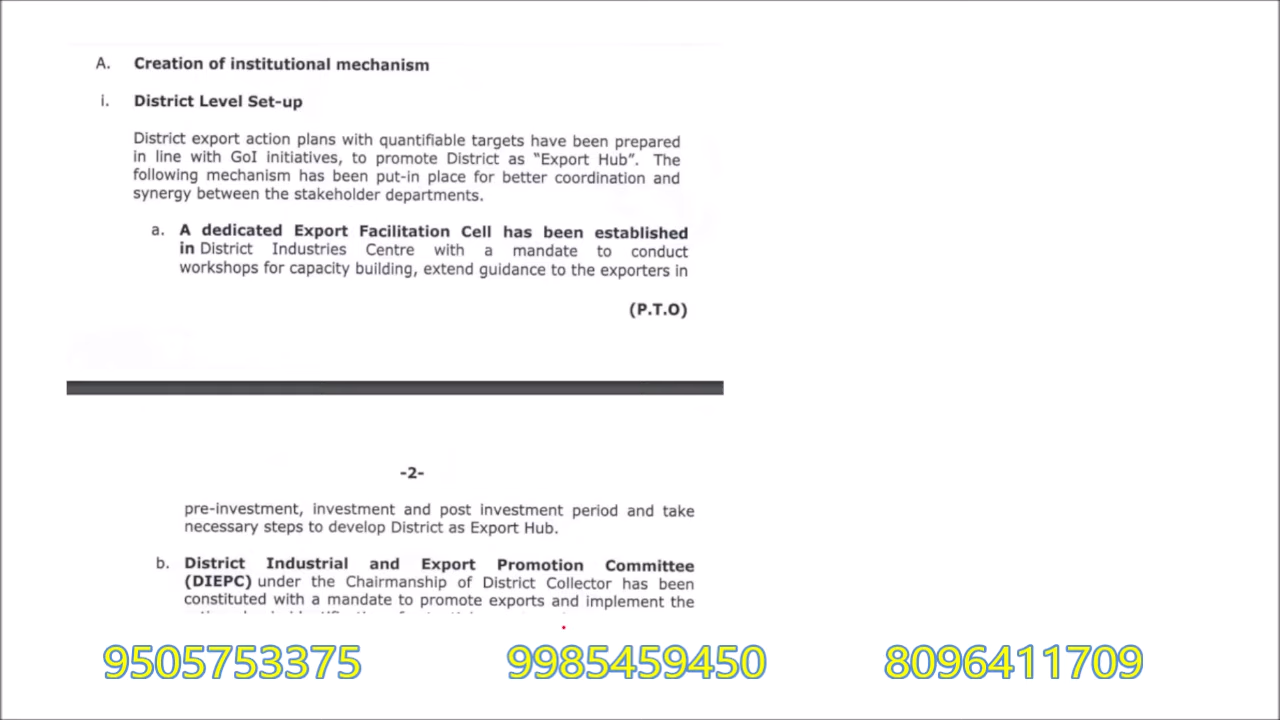 A. Creation of institutional mechanism
i. District Level Set-up
District export action plans with quantifiable targets have been prepared
in line with GoI initiatives, to promote District as “Export Hub”. The
following mechanism has been put-in place for better coordination and
synergy between the stakeholder departments.
a. A dedicated Export Facilitation Cell has been established
in District Industries Centre with a mandate to conduct
workshops for capacity building, extend guidance to the exporters in
(P.T.O)
-2-
pre-investment, investment and post investment period and take
necessary steps to develop District as Export Hub.
b. District Industrial and Export Promotion Committee
(DIEPC) under the Chairmanship of District Collector has been
constituted with a mandate to promote exports and implement the
9505753375 9985459450 8096411709